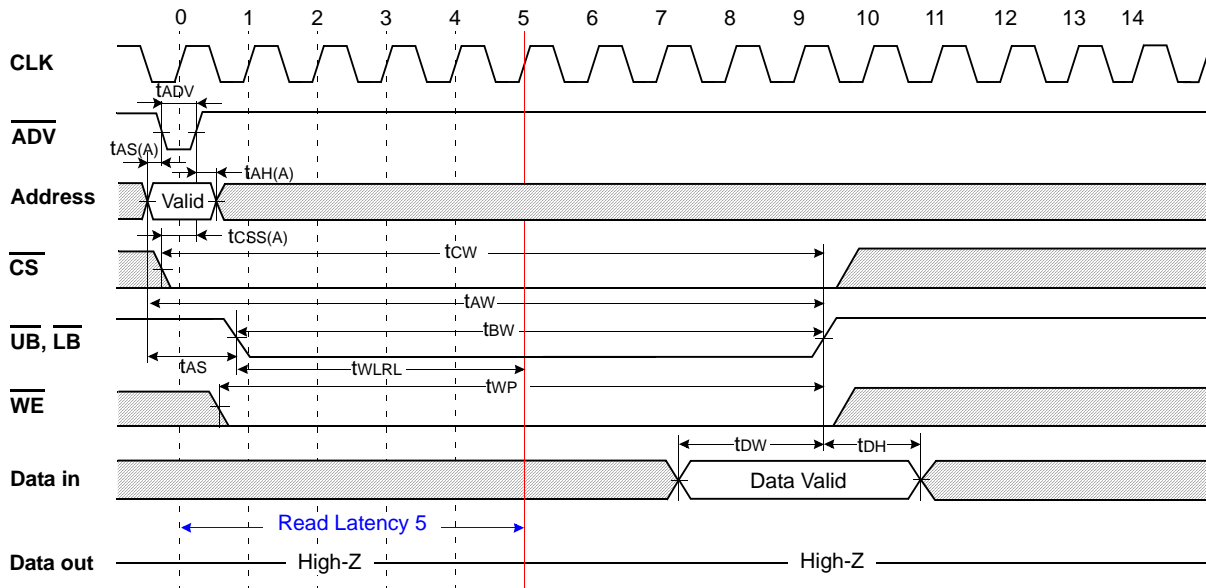 0 1 2 3 4 5 6 7 8 9 10 11 12 13 14
CLK
tADV
ADV
tAS(A)
tAH(A)
Address
Valid
tCSS(A)
CS
tCW
tAW
UB, LB
tBW
tAS
tWLRL
WE
tWP
tDW
tDH
Data in
Data Valid
Read Latency 5
Data out
High-Z
High-Z